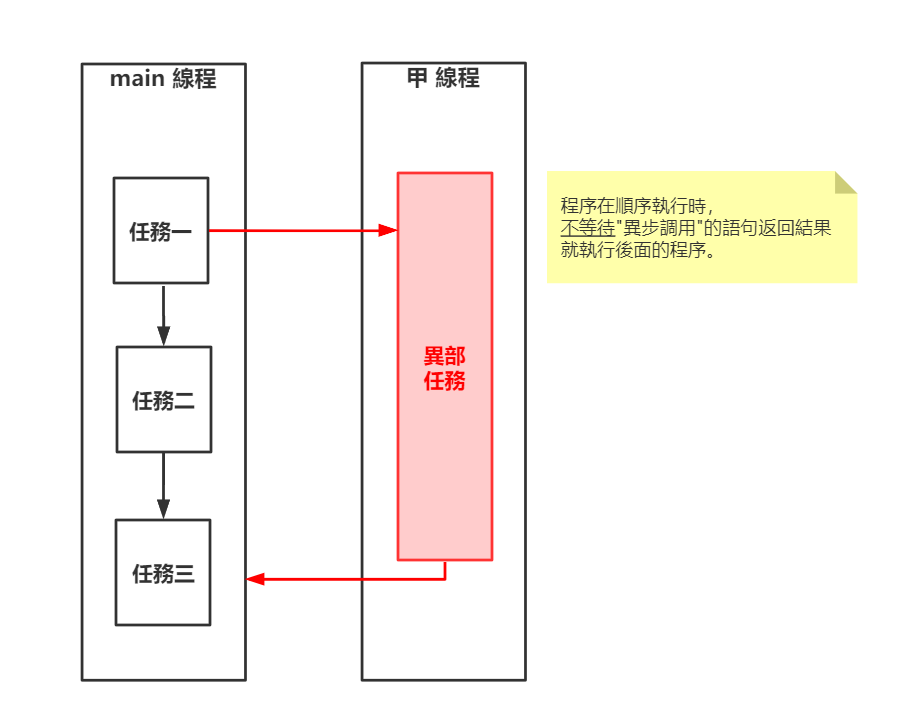 main 線程
甲 線程
任務一
程序在順序執行時，
不等待"異步調用"的語句返回結果
就執行後面的程序。
異部
任務
任務二
任務三